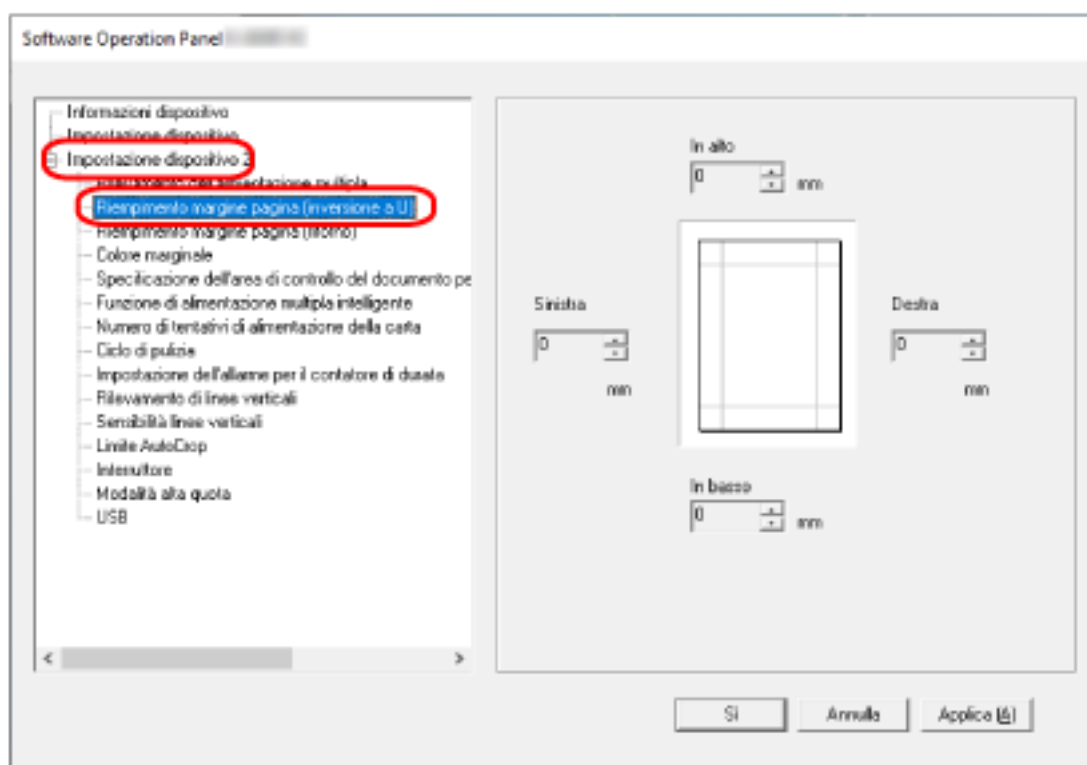 Software Operation Panel
Informazioni dispositivo
Impostazione dispositivo
Impostazione dispositivo 2
Rilevamento dell'alimentazione multipla
Riempimento margine pagina (inversione a U)
Riempimento margine pagina (ritorno)
Colore marginale
Specificazione dell'area di controllo del documento pe
Funzione di alimentazione multipla intelligente
Numero di tentativi di alimentazione della carta
Ciclo di pulizia
Impostazione dell'allarme per il contatore di durata
Rilevamento di linee verticali
Sensibilità linee verticali
Limite AutoCrop
Interruttore
Modalità alta quota
USB
In alto
0 mm
Sinistra
0
mm
Destra
0
mm
In basso
0 mm
Sì Annulla Applica (A)